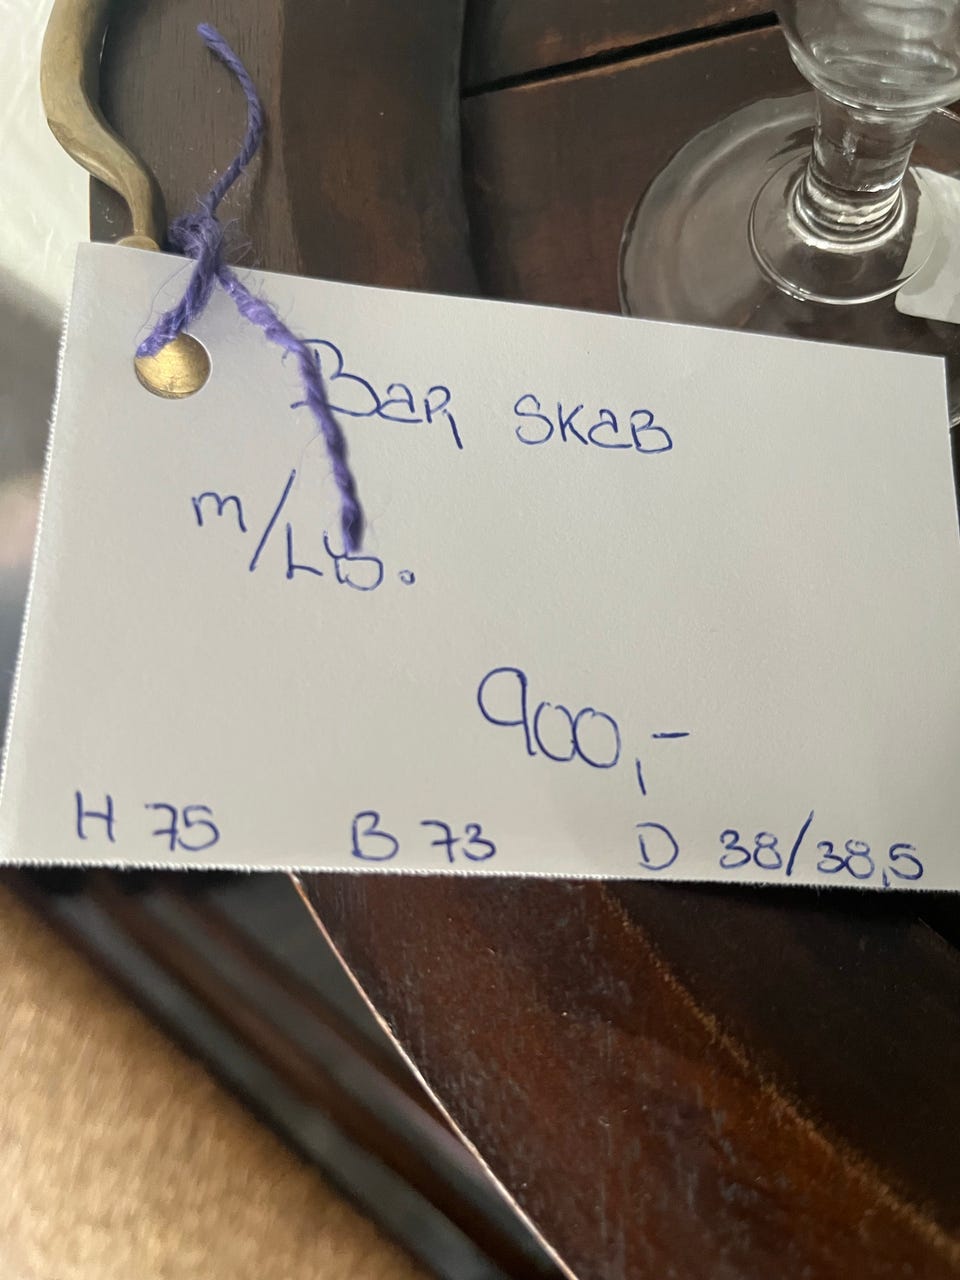 Bar skab
m/Lys.
900,-
H 75 B 73 D 38/38,5